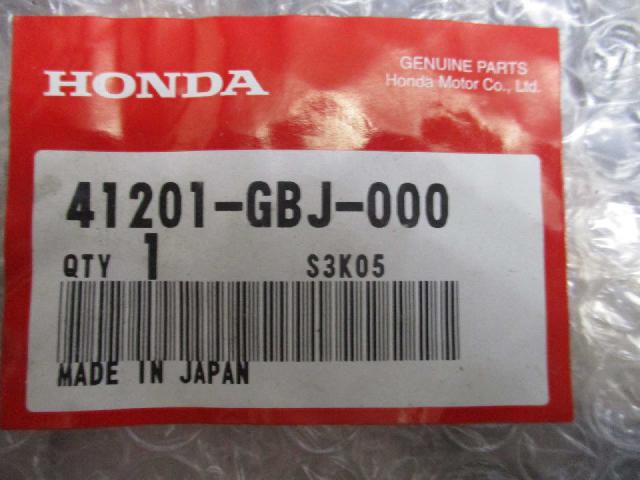 HONDA
GENUINE PARTS
Honda Motor Co., Ltd.
41201-GBJ-000
QTY 1 S3K05
MADE IN JAPAN